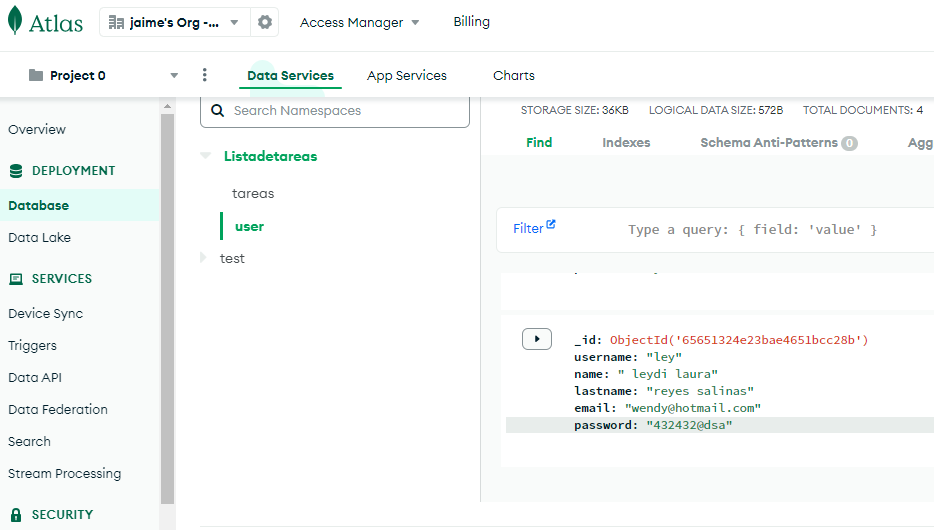 Atlas
jaime's Org -...
Access Manager
Billing
Project 0
Data Services
App Services
Charts
Overview
DEPLOYMENT
Database
Data Lake
SERVICES
Device Sync
Triggers
Data API
Data Federation
Search
Stream Processing
SECURITY
Search Namespaces
Listadetareas
tareas
user
test
STORAGE SIZE: 36KB LOGICAL DATA SIZE: 572B TOTAL DOCUMENTS: 4
Find Indexes Schema Anti-Patterns 0 Agg
Filter
Type a query: { field: 'value' }
_id: ObjectId('65651324e23bae4651bcc28b')
username: "ley"
name: " leydi laura"
lastname: "reyes salinas"
email: "wendy@hotmail.com"
password: "432432@dsa"